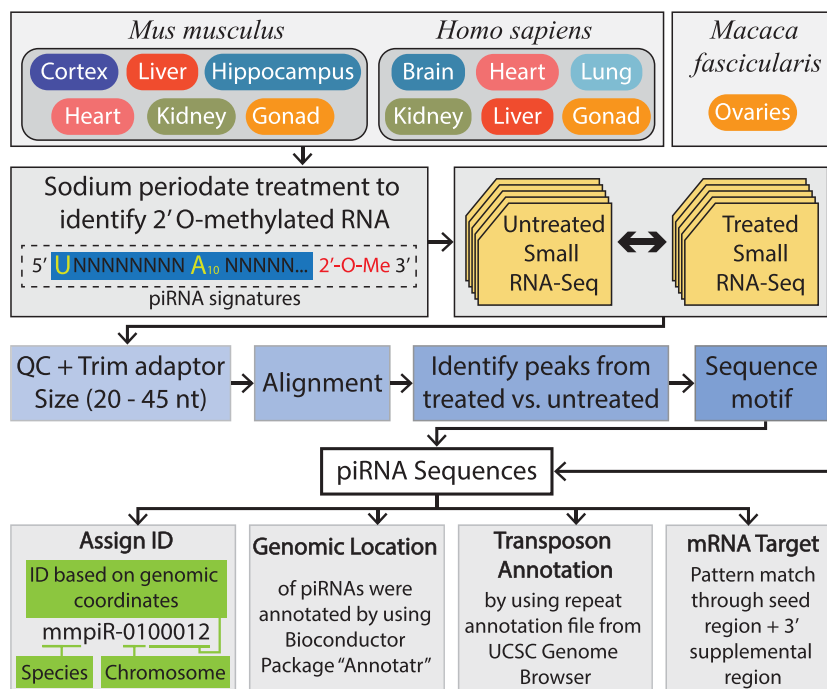 Mus musculus
Cortex Liver Hippocampus
Heart Kidney Gonad
Homo sapiens
Brain Heart Lung
Kidney Liver Gonad
Macaca
fascicularis
Ovaries
Sodium periodate treatment to
identify 2' O-methylated RNA
5' UNNNNNNNN A10 NNNNN... 2'-O-Me 3'
piRNA signatures
Untreated
Small
RNA-Seq
Treated
Small
RNA-Seq
QC + Trim adaptor
Size (20 - 45 nt)
Alignment
Identify peaks from
treated vs. untreated
Sequence
motif
piRNA Sequences
Assign ID
ID based on genomic
coordinates
mmpiR-0100012
Species Chromosome
Genomic Location
of piRNAs were
annotated by using
Bioconductor
Package “Annotatr”
Transposon
Annotation
by using repeat
annotation file from
UCSC Genome
Browser
mRNA Target
Pattern match
through seed
region + 3'
supplemental
region